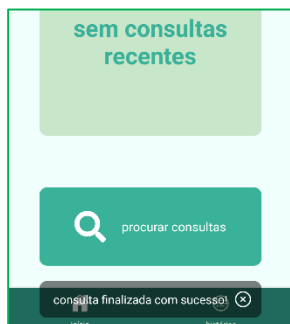 sem consultas
recentes
procurar consultas
consulta finalizada com sucesso!